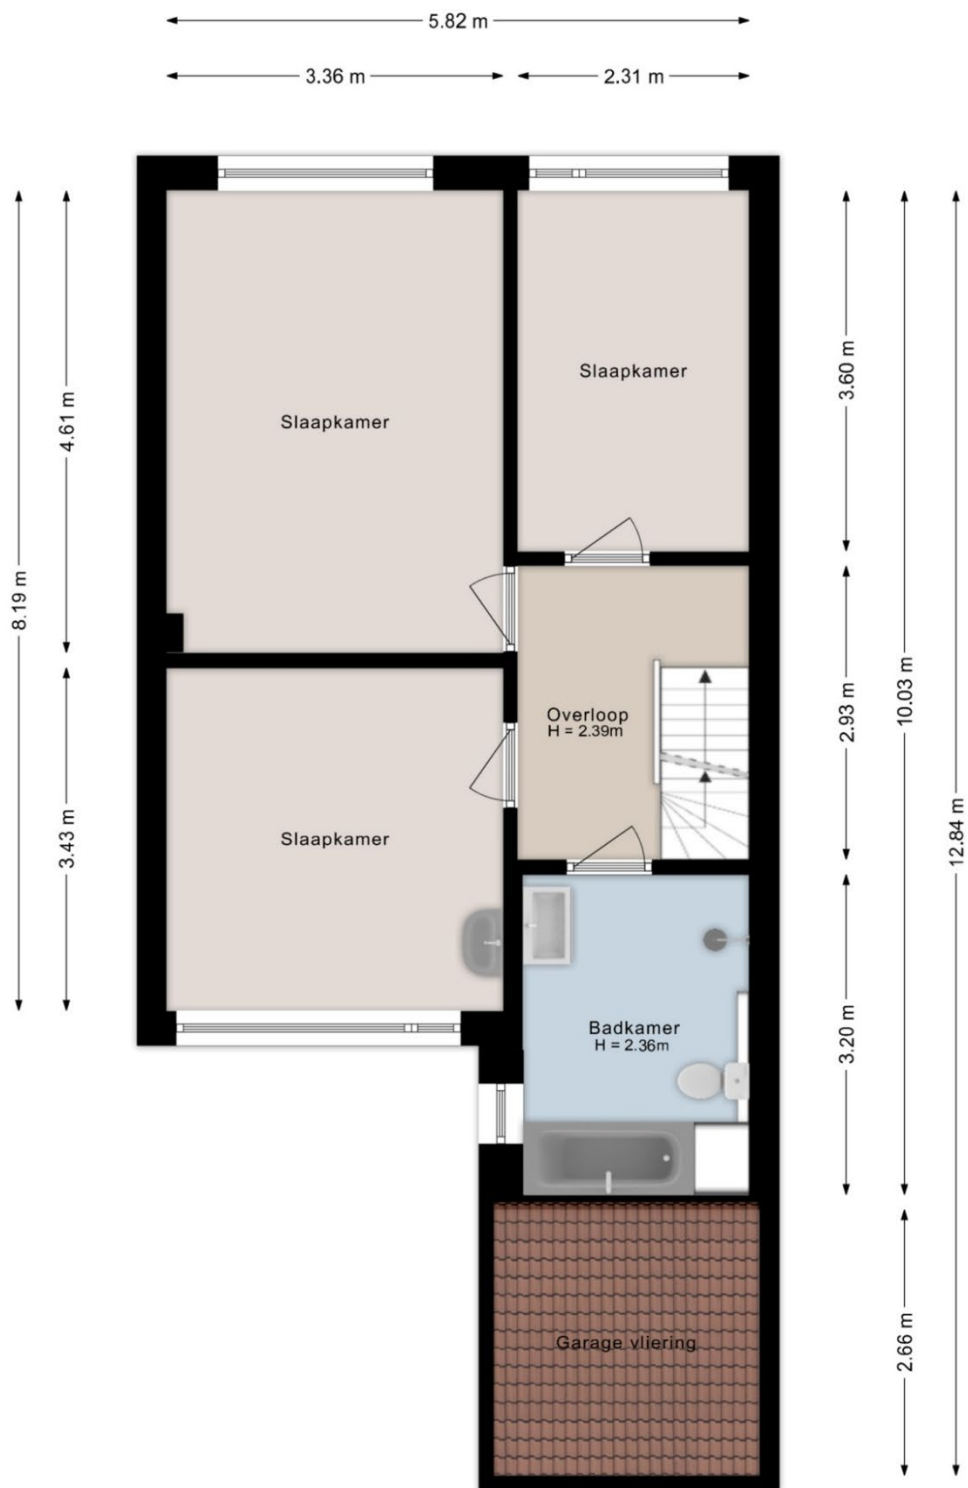 5.82 m
3.36 m
2.31 m
Slaapkamer
3.60 m
4.61 m
Slaapkamer
8.19 m
10.03 m
2.93 m
Overloop
H = 2.39m
12.84 m
3.43 m
Slaapkamer
3.20 m
Badkamer
H = 2.36m
2.66 m
Garage vliering